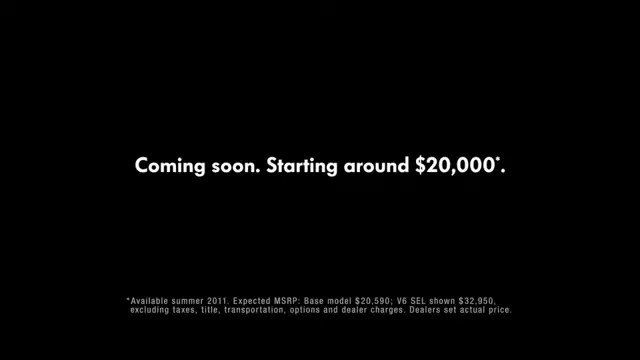 Coming soon. Starting around $20,000*.
*Available summer 2011. Expected MSRP: Base model $20,590; V6 SEL shown $32,950,
excluding taxes, title, transportation, options and dealer charges. Dealers set actual price.